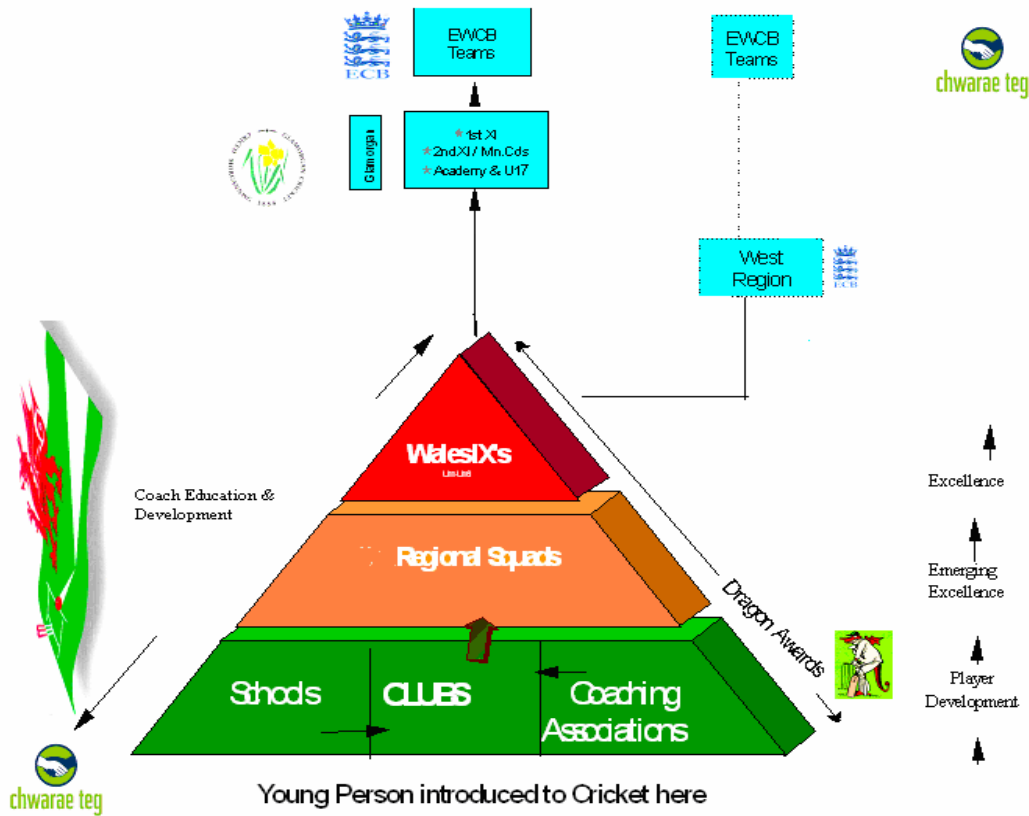 EWCB
Teams
EWCB
Teams
ECB
chwarae teg
Glamorgan
*1st XI
*2nd XI / Mn.Cds
*Academy & U17
West
Region
ECB
WalesIX's
Coach Education &
Development
Excellence
Regional Squads
Emerging
Excellence
Dragon Awards
Schools
CLUBS
Coaching
Associations
Player
Development
chwarae teg
Young Person introduced to Cricket here